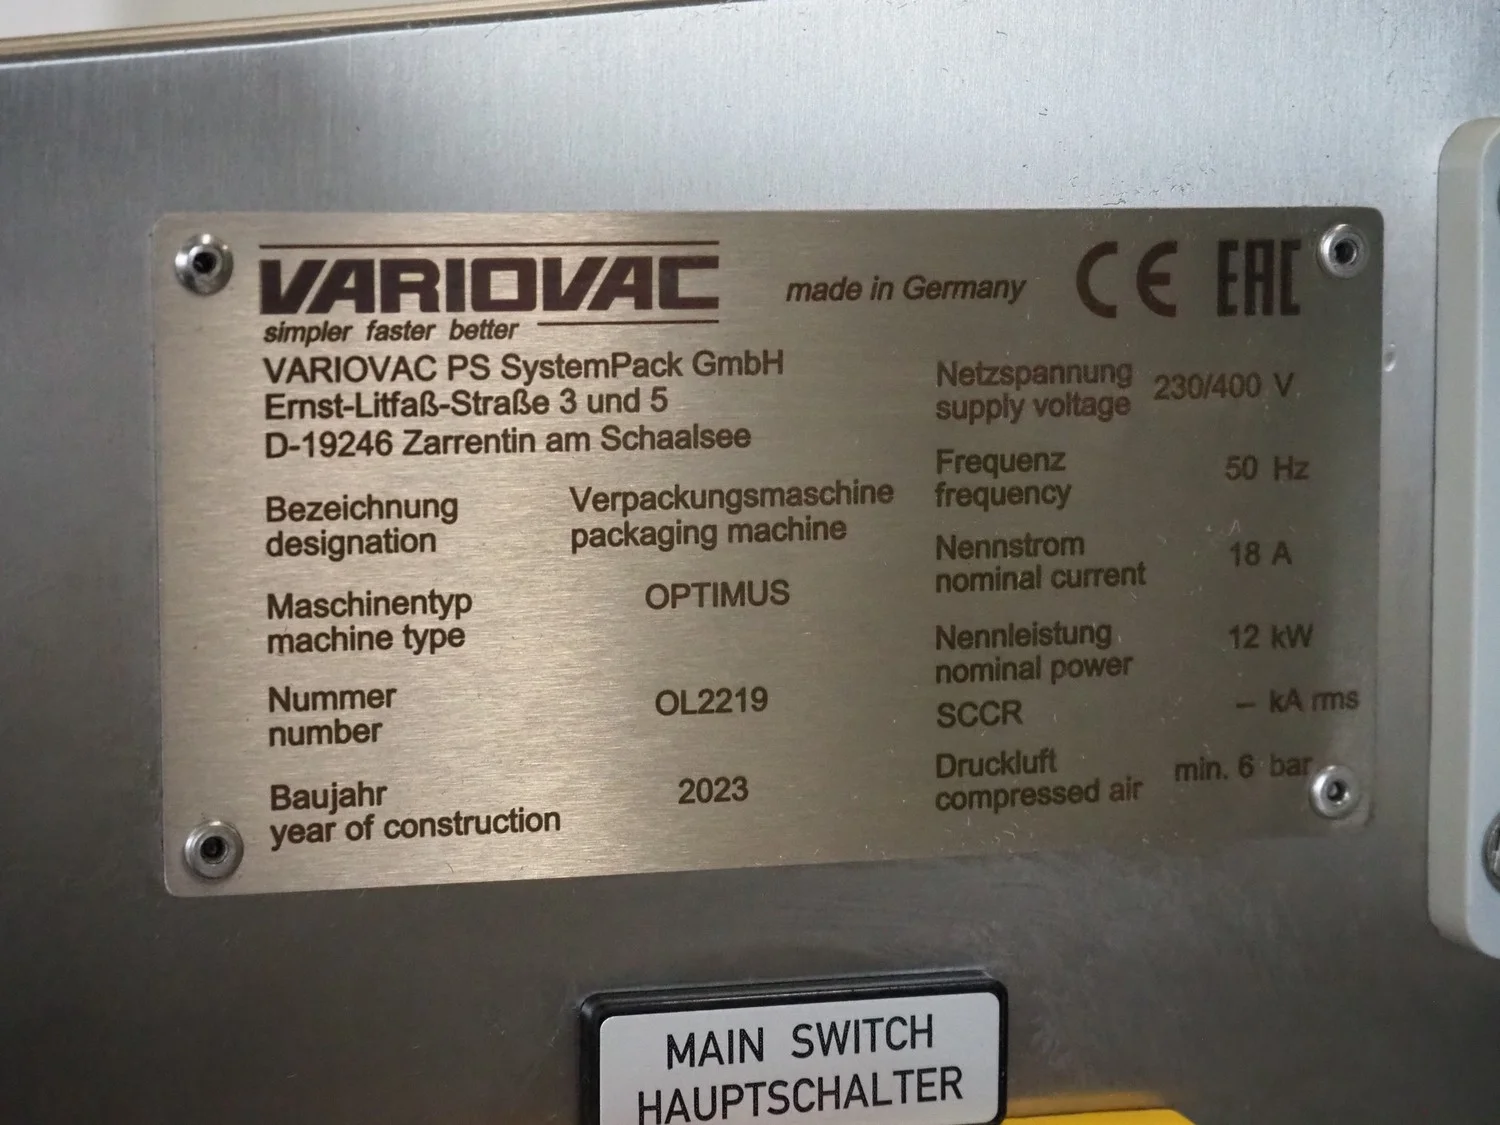 VARIOVAC
simpler faster better
made in Germany CE EAC
VARIOVAC PS SystemPack GmbH
Ernst-Litfaß-Straße 3 und 5
D-19246 Zarrentin am Schaalsee
Bezeichnung Verpackungsmaschine
designation packaging machine
Maschinentyp OPTIMUS
machine type
Nummer OL2219
number
Baujahr 2023
year of construction
Netzspannung 230/400 V
supply voltage
Frequenz 50 Hz
frequency
Nennstrom 18 A
nominal current
Nennleistung 12 kW
nominal power
SCCR – kA rms
Druckluft min. 6 bar
compressed air
MAIN SWITCH
HAUPTSCHALTER